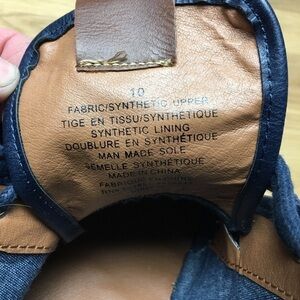 10
FABRIC/SYNTHETIC UPPER
TIGE EN TISSU/SYNTHÉTIQUE
SYNTHETIC LINING
DOUBLURE EN SYNTHÉTIQUE
MAN MADE SOLE
SEMELLE SYNTHÉTIQUE
MADE IN CHINA